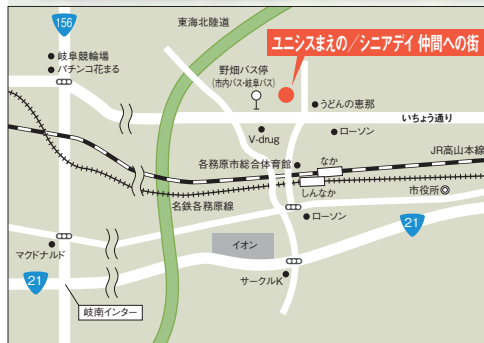 156
東海北陸道
ユニシスまえの/シニアデイ 仲間への街
岐阜競輪場
パチンコ花まる
野畑バス停
(市内バス・岐阜バス)
うどんの恵那
いちょう通り
V-drug
ローソン
JR高山本線
各務原市総合体育館
なか
しんなか
市役所
名鉄各務原線
ローソン
21
イオン
マクドナルド
サークルK
21
岐南インター